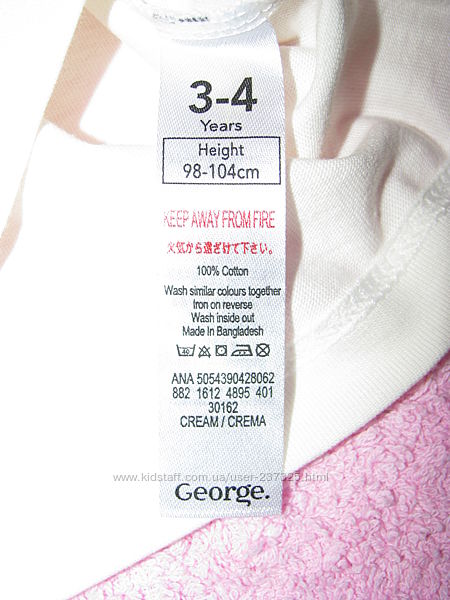 3-4
Years
Height
98-104cm
KEEP AWAY FROM FIRE
火気から遠ざけて下さい。
100% Cotton
Wash similar colours together
Iron on reverse
Wash inside out
Made In Bangladesh
40
ANA 5054390428062
882 1612 4895 401
30162
CREAM / CREMA
www.kidstaff.com.ua/user-237325.html
George.